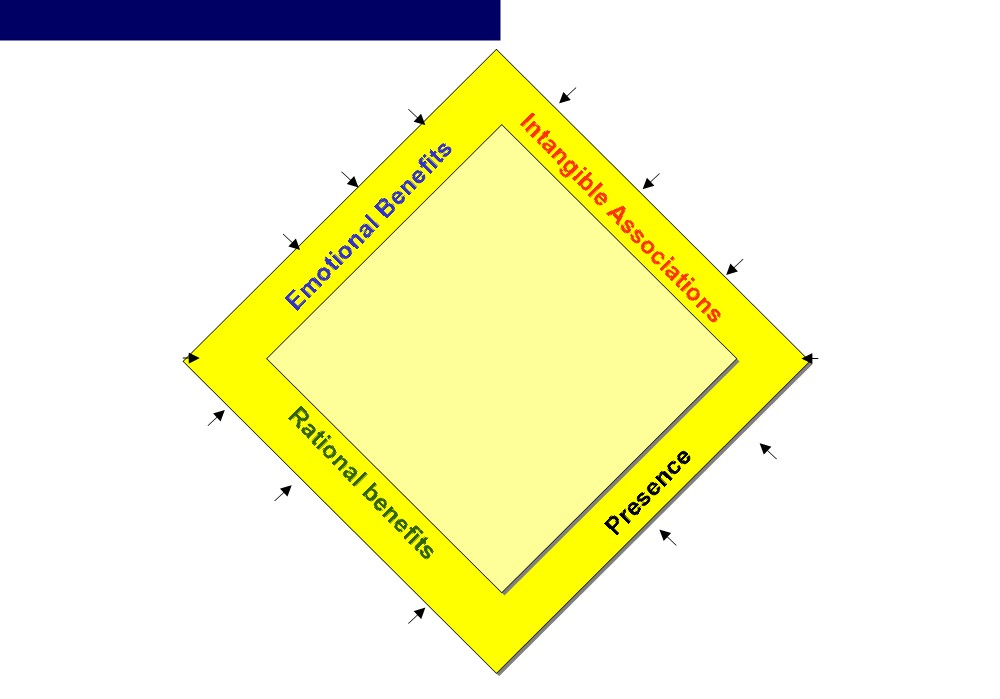 Emotional Benefits
Intangible Associations
Rational benefits
Presence